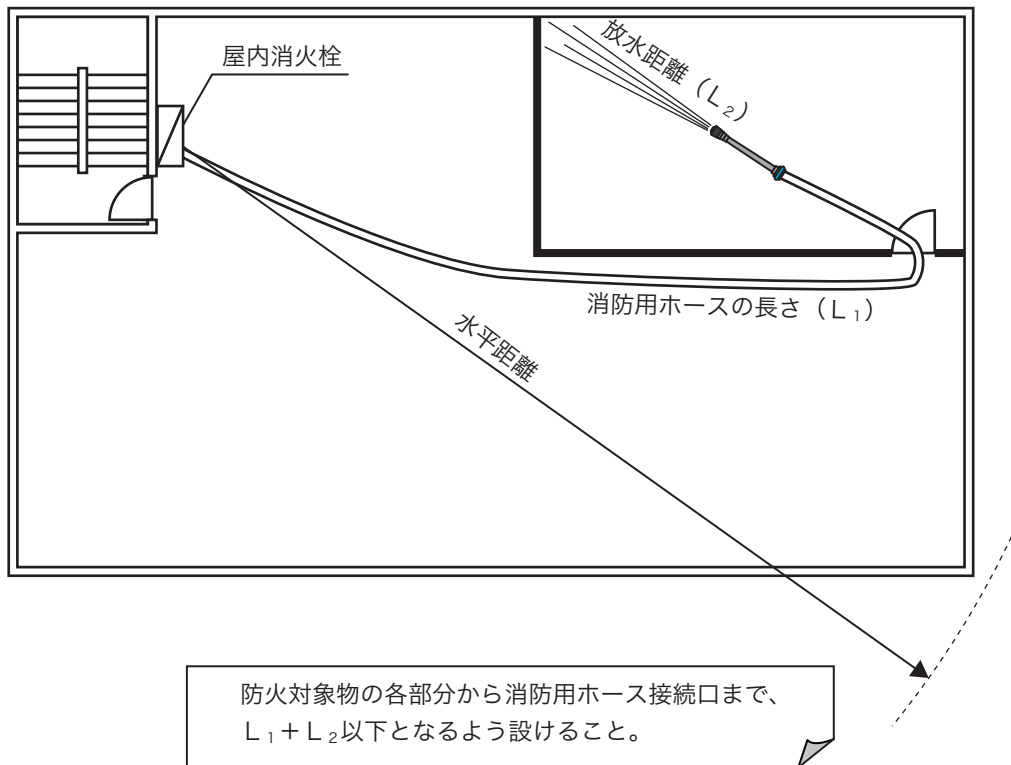 屋内消火栓
放水距離（Ｌ₂）
消防用ホースの長さ（Ｌ₁）
水平距離
防火対象物の各部分から消防用ホース接続口まで、
Ｌ₁＋Ｌ₂以下となるよう設けること。